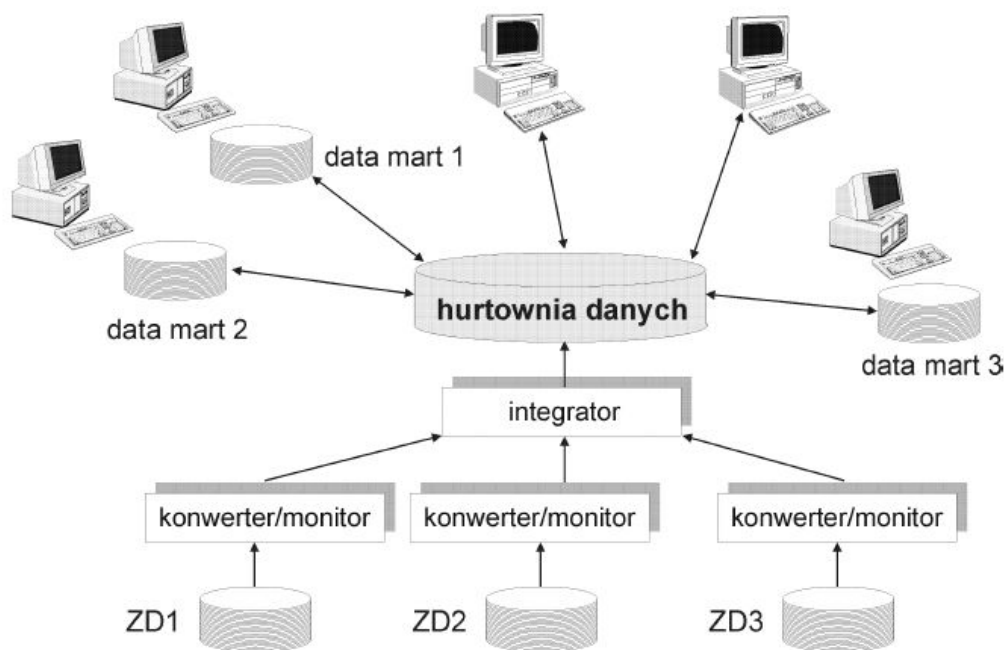 data mart 1
data mart 2
hurtownia danych
data mart 3
integrator
konwerter/monitor
konwerter/monitor
konwerter/monitor
ZD1
ZD2
ZD3